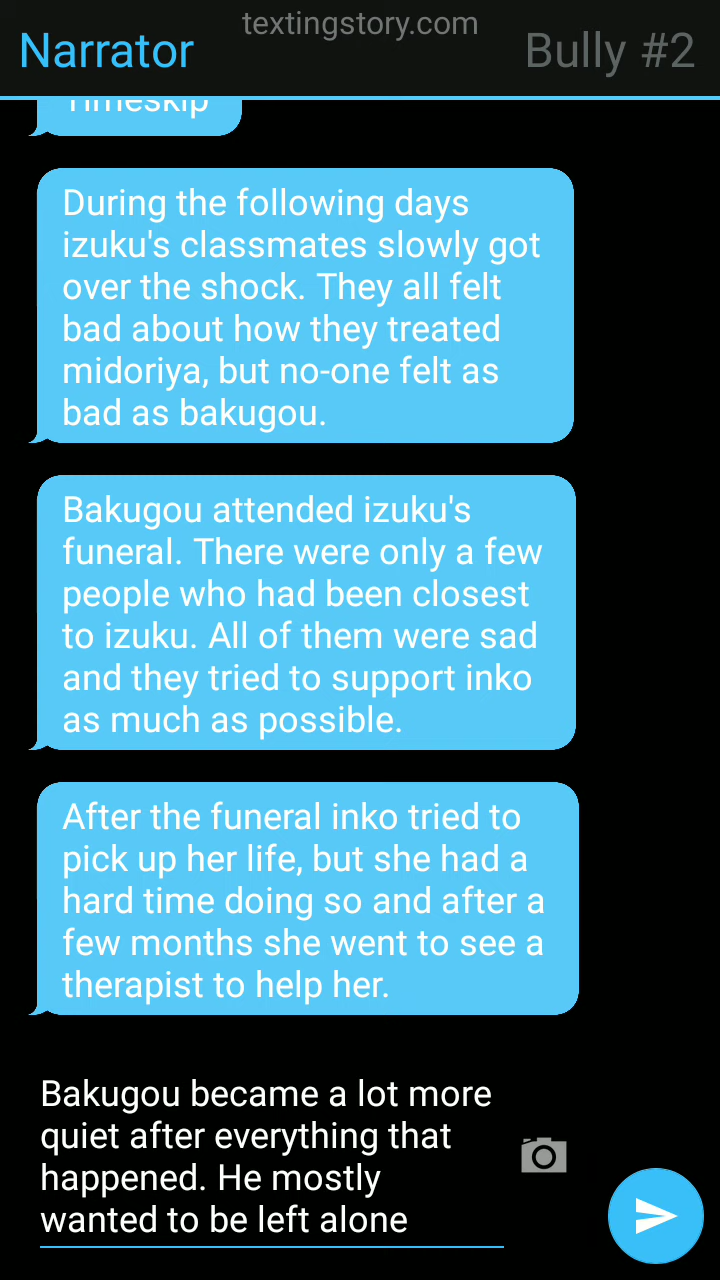 textingstory.com
Narrator
Bully #2
Timeskip
During the following days
izuku's classmates slowly got
over the shock. They all felt
bad about how they treated
midoriya, but no-one felt as
bad as bakugou.
Bakugou attended izuku's
funeral. There were only a few
people who had been closest
to izuku. All of them were sad
and they tried to support inko
as much as possible.
After the funeral inko tried to
pick up her life, but she had a
hard time doing so and after a
few months she went to see a
therapist to help her.
Bakugou became a lot more
quiet after everything that
happened. He mostly
wanted to be left alone